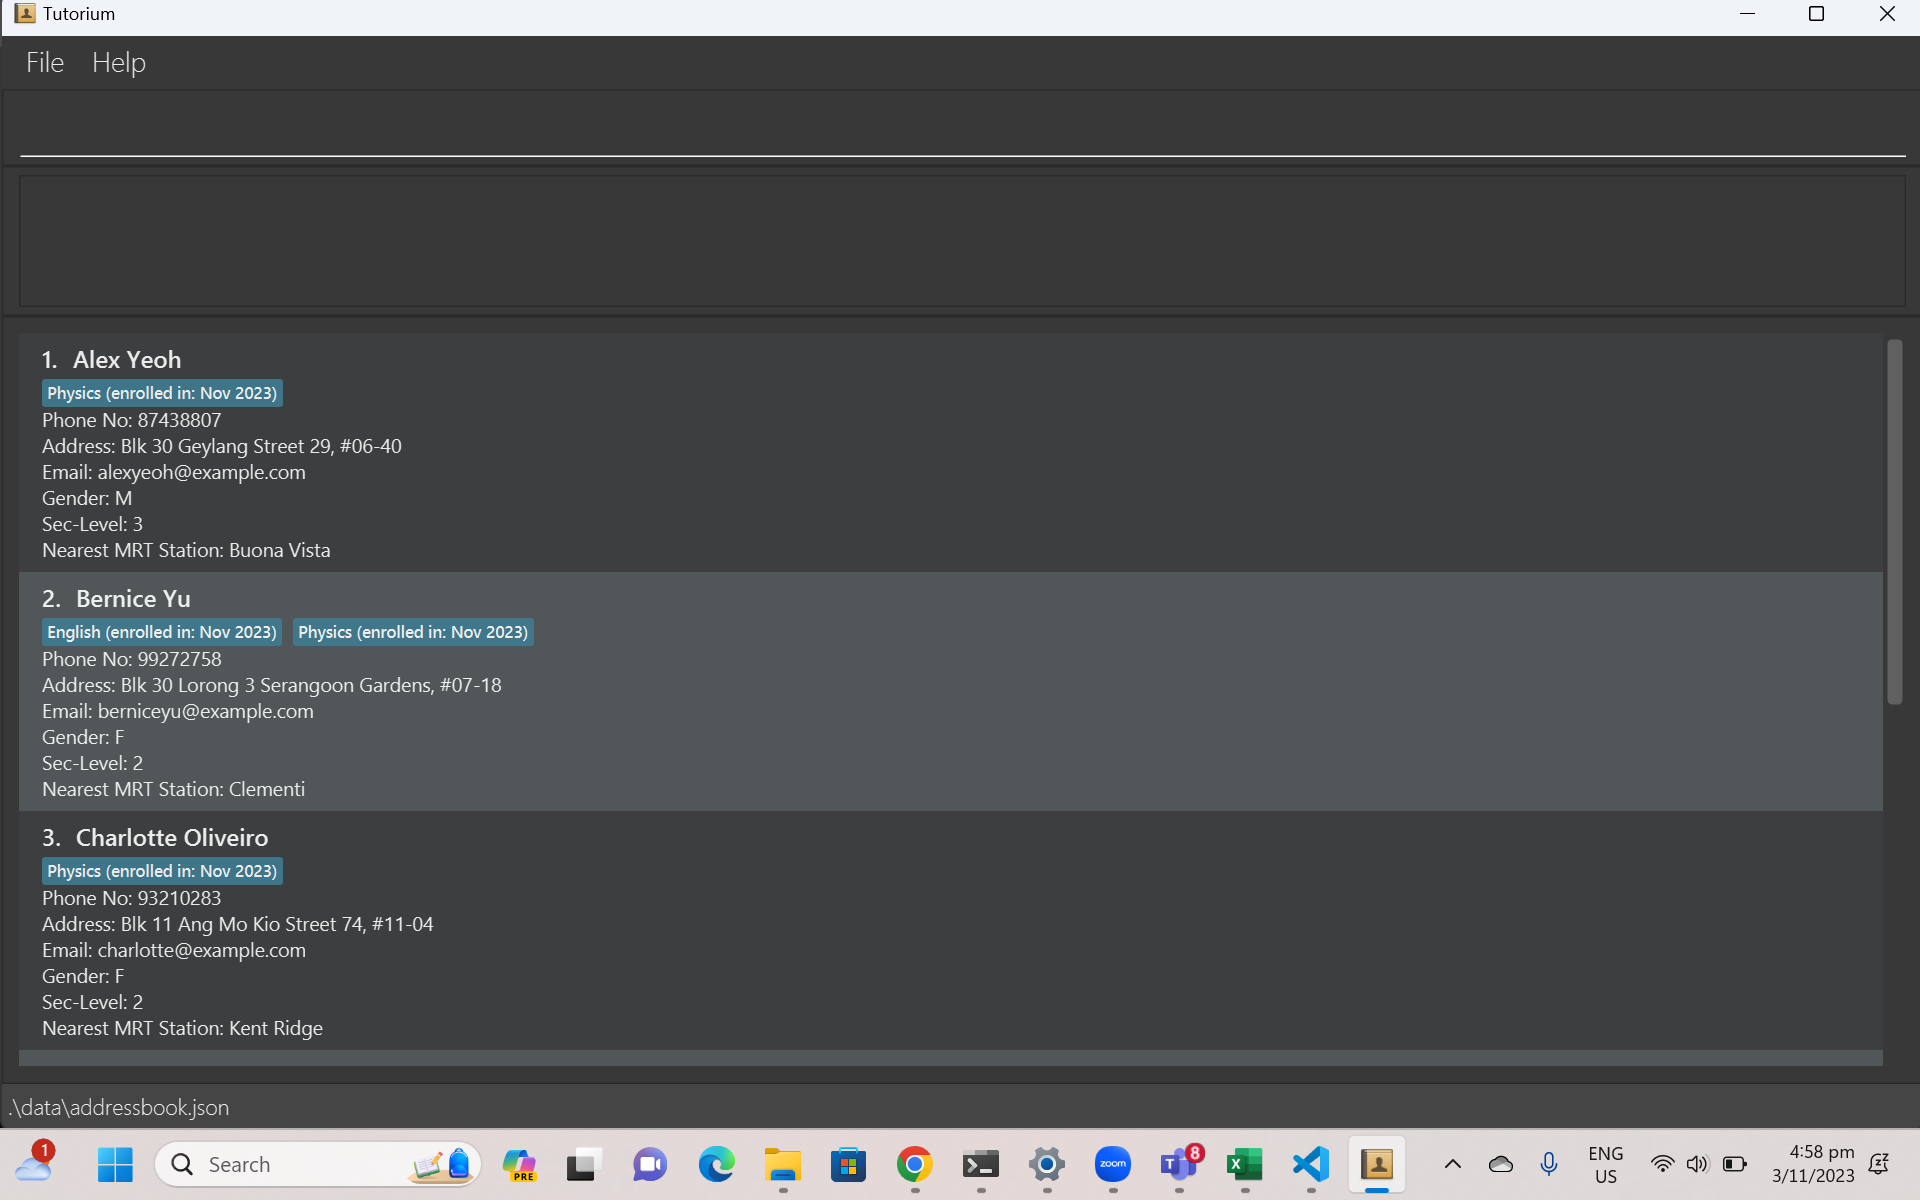 Tutorium
File Help
1. Alex Yeoh
Physics (enrolled in: Nov 2023)
Phone No: 87438807
Address: Blk 30 Geylang Street 29, #06-40
Email: alexyeoh@example.com
Gender: M
Sec-Level: 3
Nearest MRT Station: Buona Vista
2. Bernice Yu
English (enrolled in: Nov 2023) Physics (enrolled in: Nov 2023)
Phone No: 99272758
Address: Blk 30 Lorong 3 Serangoon Gardens, #07-18
Email: berniceyu@example.com
Gender: F
Sec-Level: 2
Nearest MRT Station: Clementi
3. Charlotte Oliveiro
Physics (enrolled in: Nov 2023)
Phone No: 93210283
Address: Blk 11 Ang Mo Kio Street 74, #11-04
Email: charlotte@example.com
Gender: F
Sec-Level: 2
Nearest MRT Station: Kent Ridge
.\data\addressbook.json
1
Search
PRE
zoom
T
8
X
ENG
US
4:58 pm
3/11/2023